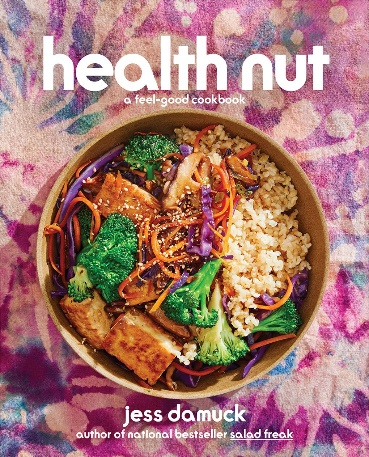 health nut
a feel-good cookbook
jess damuck
author of national bestseller salad freak